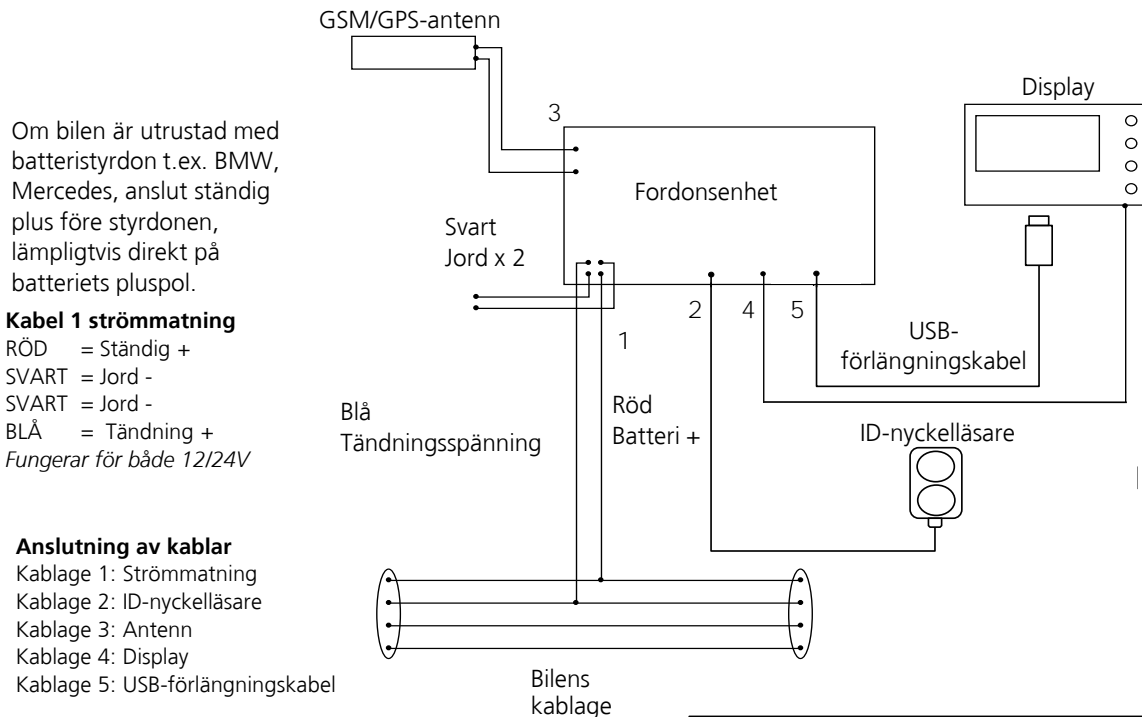 GSM/GPS-antenn
Display
3
Om bilen är utrustad med
batteristyrdon t.ex. BMW,
Mercedes, anslut ständig
plus före styrdonen,
lämpligtvis direkt på
batteriets pluspol.
Fordonsenhet
Svart
Jord x 2
Kabel 1 strömmatning
RÖD = Ständig +
SVART = Jord -
SVART = Jord -
BLÅ = Tändning +
Fungerar för både 12/24V
1
2
4
5
USB-
förlängningskabel
Blå
Tändningsspänning
Röd
Batteri +
ID-nyckelläsare
Anslutning av kablar
Kablage 1: Strömmatning
Kablage 2: ID-nyckelläsare
Kablage 3: Antenn
Kablage 4: Display
Kablage 5: USB-förlängningskabel
Bilens
kablage